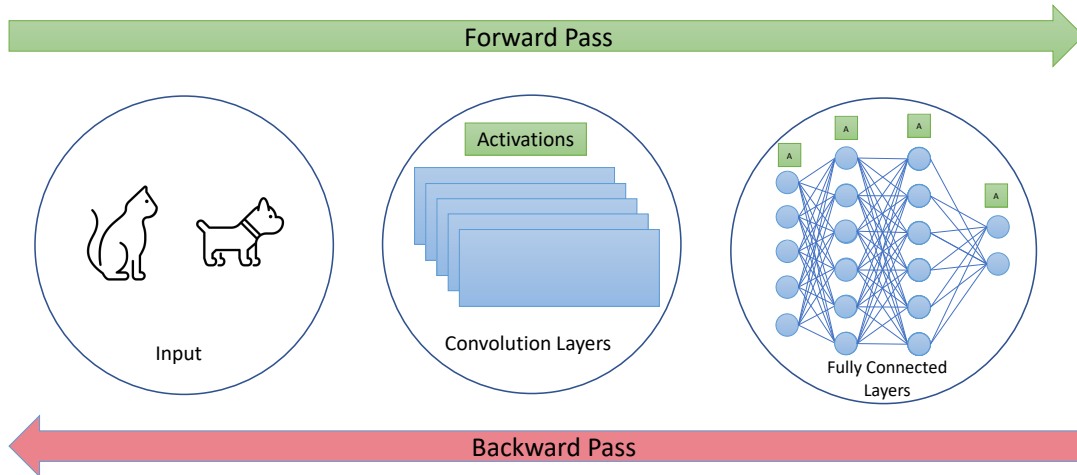 Forward Pass
Activations
A
A
A
A
Input
Convolution Layers
Fully Connected
Layers
Backward Pass